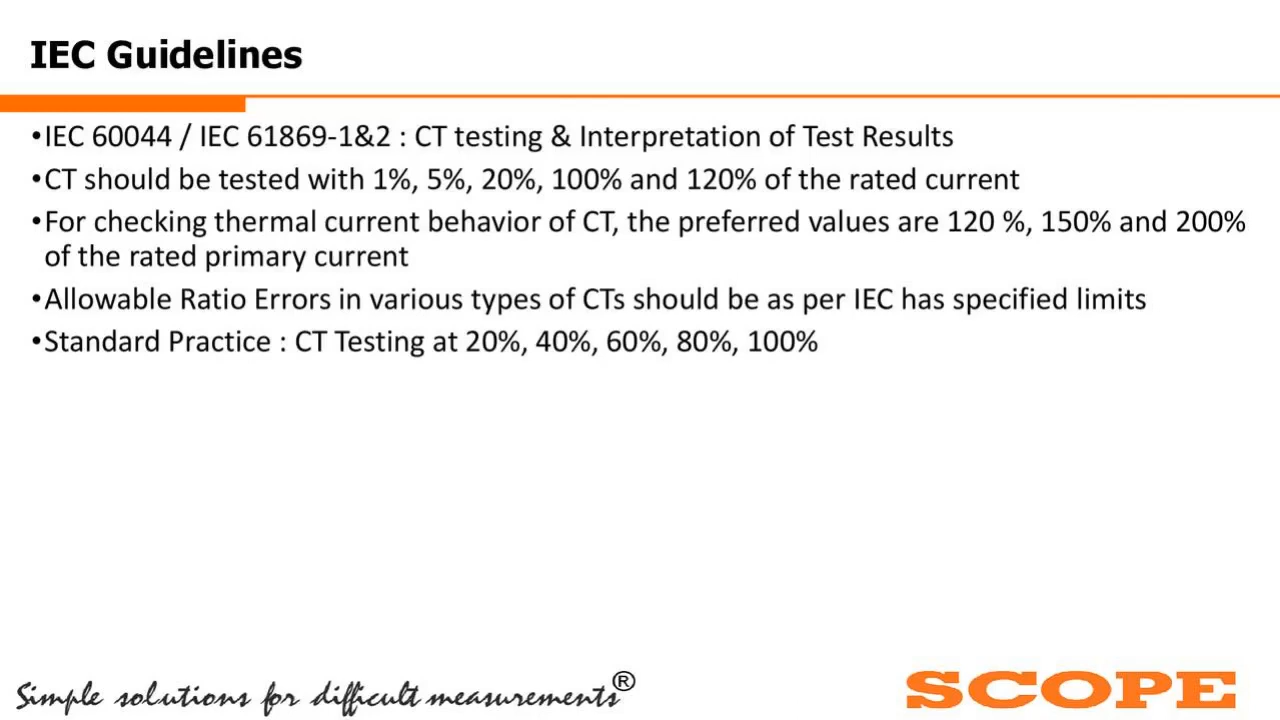 IEC Guidelines
•IEC 60044 / IEC 61869-1&2 : CT testing & Interpretation of Test Results
•CT should be tested with 1%, 5%, 20%, 100% and 120% of the rated current
•For checking thermal current behavior of CT, the preferred values are 120 %, 150% and 200%
of the rated primary current
•Allowable Ratio Errors in various types of CTs should be as per IEC has specified limits
•Standard Practice : CT Testing at 20%, 40%, 60%, 80%, 100%
Simple solutions for difficult measurements®
SCOPE